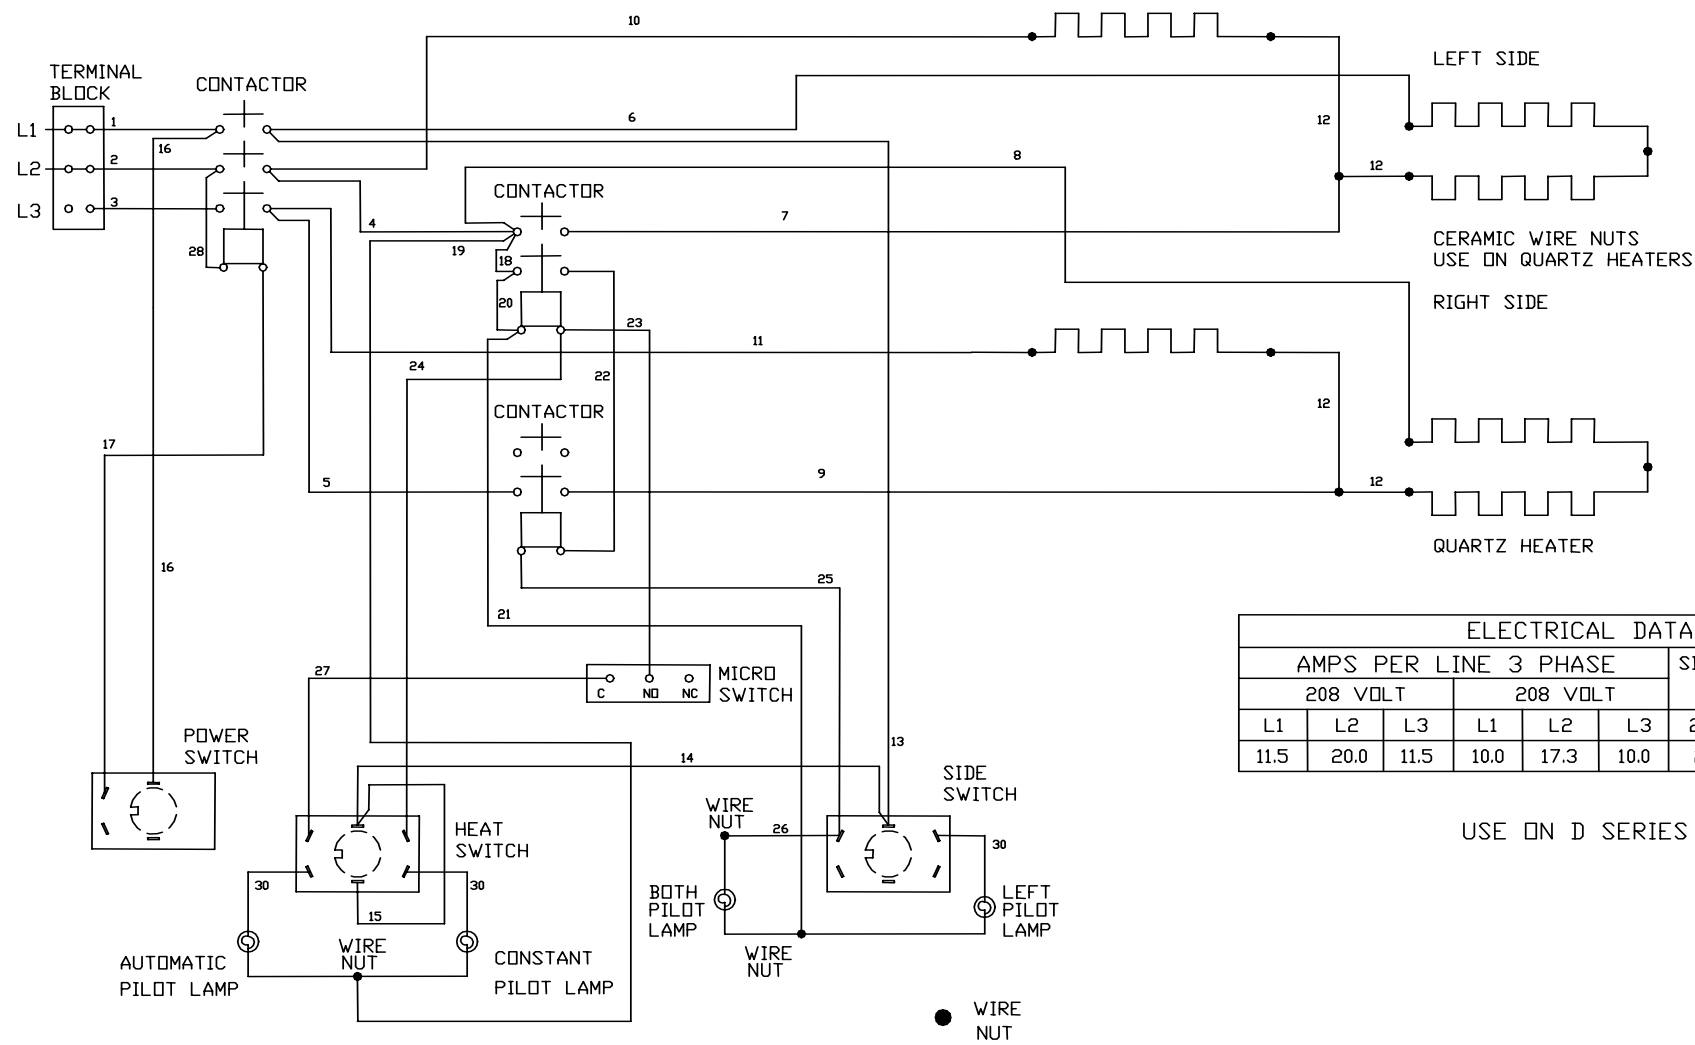 10
LEFT SIDE
TERMINAL
BLOCK
CONTACTOR
L1
1
6
12
16
L2
2
8
12
CONTACTOR
L3
3
4
7
19
18
28
CERAMIC WIRE NUTS
USE ON QUARTZ HEATERS
20
RIGHT SIDE
23
11
24
22
CONTACTOR
12
17
5
9
12
QUARTZ HEATER
16
25
21
ELECTRICAL DATA
AMPS PER LINE 3 PHASE
208 VOLT 208 VOLT
L1 L2 L3 L1 L2 L3
11.5 20.0 11.5 10.0 17.3 10.0
27
C NO NC
MICRO
SWITCH
POWER
SWITCH
13
14
SIDE
SWITCH
WIRE
NUT
26
HEAT
SWITCH
30
USE ON D SERIES
30
30
15
BOTH
PILOT
LAMP
LEFT
PILOT
LAMP
WIRE
NUT
WIRE
NUT
AUTOMATIC
PILOT LAMP
CONSTANT
PILOT LAMP
WIRE
NUT